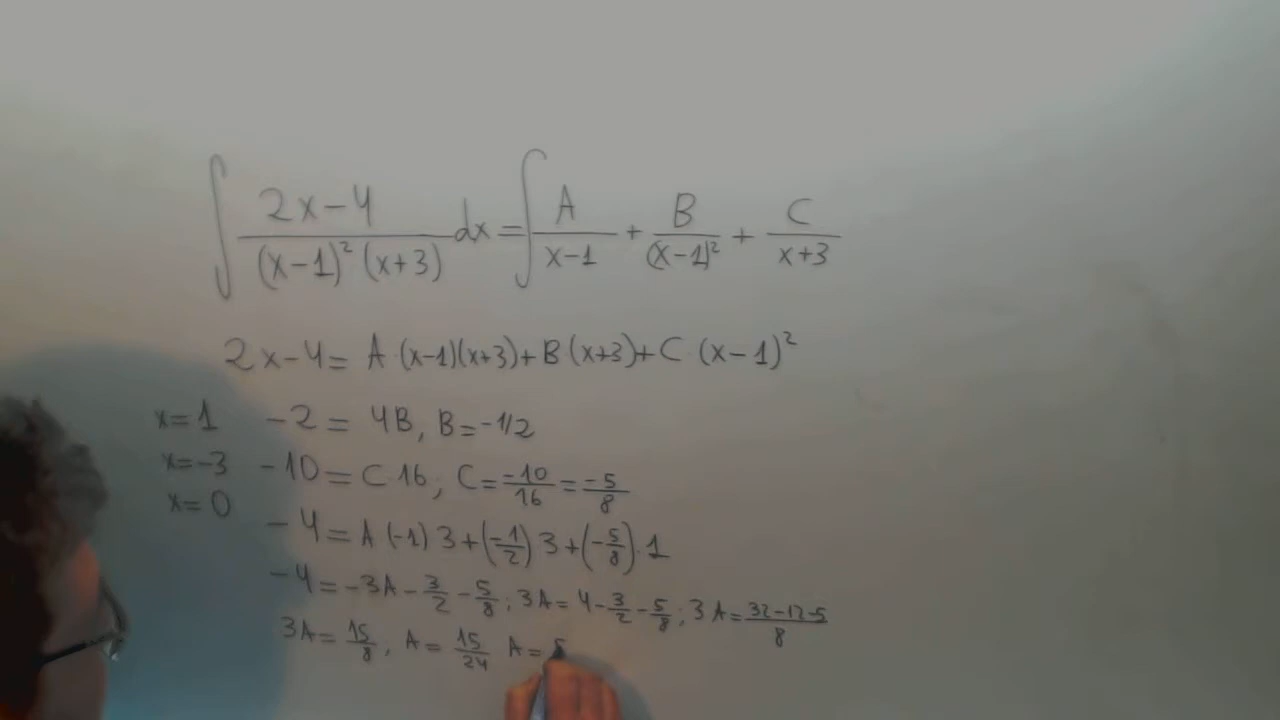 ∫ (2x-4)/((x-1)²(x+3)) dx = ∫ A/(x-1) + B/(x-1)² + C/(x+3)
2x-4= A·(x-1)(x+3)+B(x+3)+C·(x-1)²
x=1 -2 = 4B, B=-1/2
x=-3 -10=C·16, C=-10/16=-5/8
x=0
-4=A(-1)3+(-1/2)3+(-5/8)·1
-4=-3A-3/2-5/8; 3A=4-3/2-5/8; 3A=(32-12-5)/8
3A=15/8, A=15/24 A=5